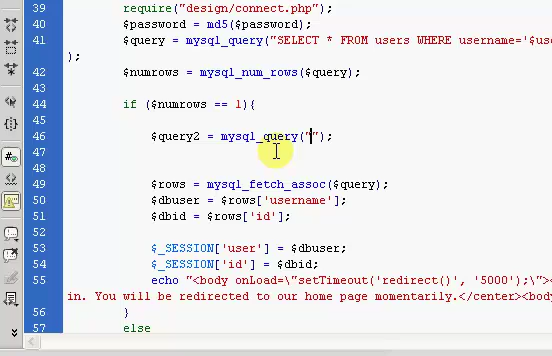 39 require("design/connect.php");
40 $password = md5($password);
41 $query = mysql_query("SELECT * FROM users WHERE username='$use
);
42 $numrows = mysql_num_rows($query);
43
44 if ($numrows == 1){
45
46 $query2 = mysql_query("");
47
48
49 $rows = mysql_fetch_assoc($query);
50 $dbuser = $rows['username'];
51 $dbid = $rows['id'];
52
53 $_SESSION['user'] = $dbuser;
54 $_SESSION['id'] = $dbid;
55 echo "<body onLoad=\"setTimeout('redirect()', '5000');\"><
in. You will be redirected to our home page momentarily.</center><body
56 }
57 else